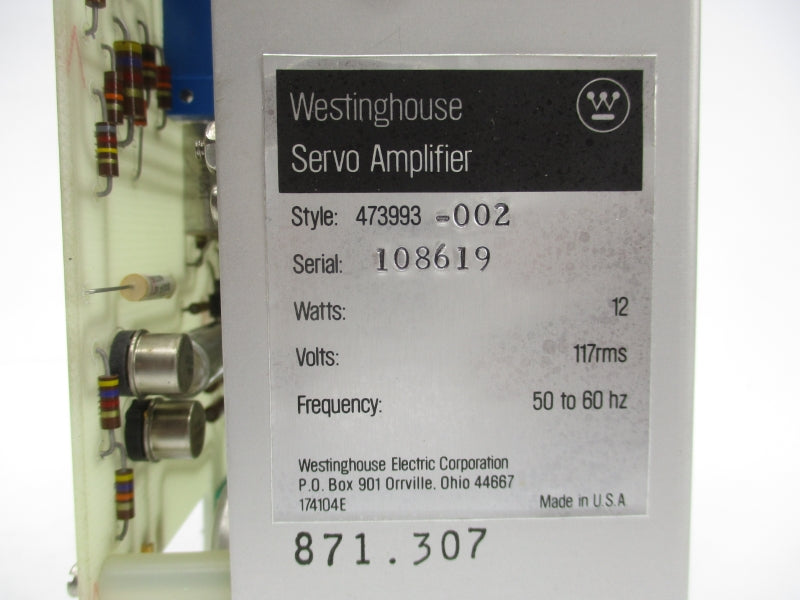 Westinghouse
Servo Amplifier
Style: 473993 -002
Serial: 108619
Watts: 12
Volts: 117rms
Frequency: 50 to 60 hz
Westinghouse Electric Corporation
P.O. Box 901 Orrville, Ohio 44667
174104E Made in U.S.A
871.307